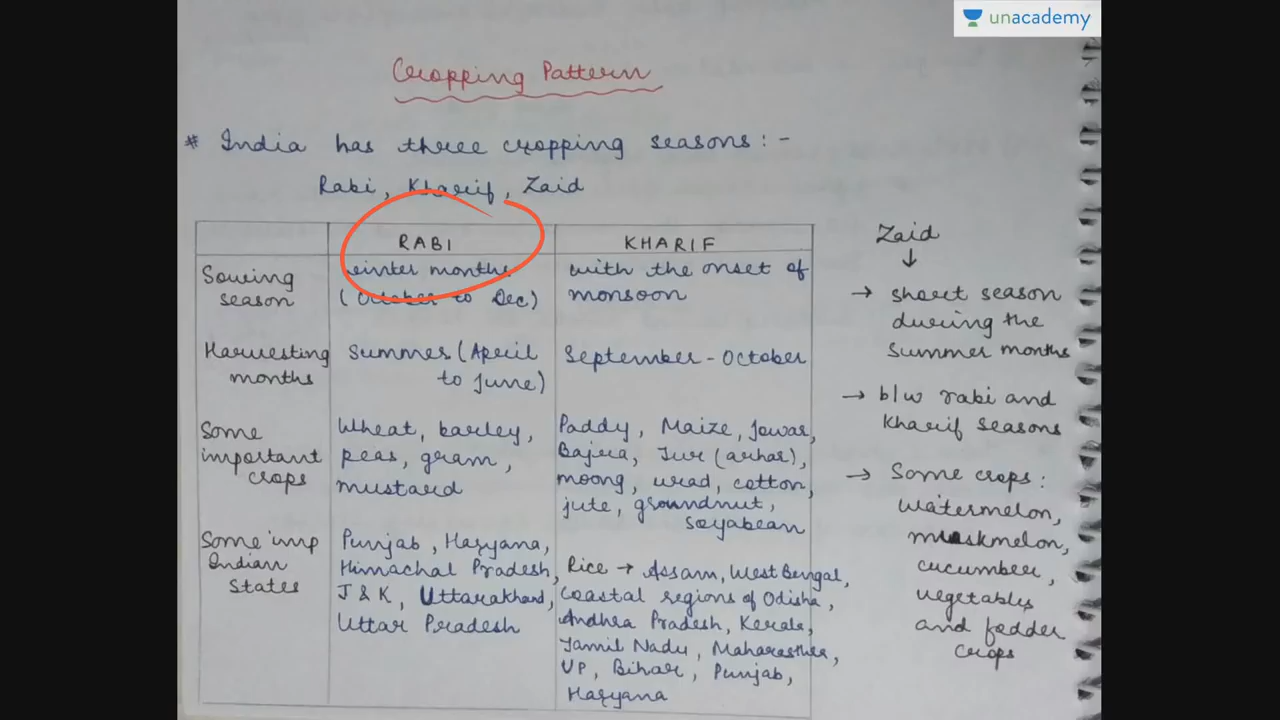 unacademy
Cropping Pattern
* India has three cropping seasons :-
Rabi, Kharif, Zaid
RABI
KHARIF
Sowing season
winter months
(October to Dec)
with the onset of
monsoon
Harvesting
months
Summer (April
to June)
September - October
Some
important
crops
Wheat, barley,
peas, gram,
mustard
Paddy, Maize, Jowar,
Bajra, Tur (arhar),
moong, urad, cotton,
jute, groundnut,
soyabean
Some imp
Indian
States
Punjab, Haryana,
Himachal Pradesh,
J & K, Uttarakhand,
Uttar Pradesh
Rice → Assam, West Bengal,
coastal regions of Odisha,
Andhra Pradesh, Kerala,
Tamil Nadu, Maharasthra,
UP, Bihar, Punjab,
Haryana
Zaid
↓
→ short season
during the
Summer months
→ b/w rabi and
Kharif seasons
→ Some crops :
watermelon,
muskmelon,
cucumber,
vegetables
and fodder
crops